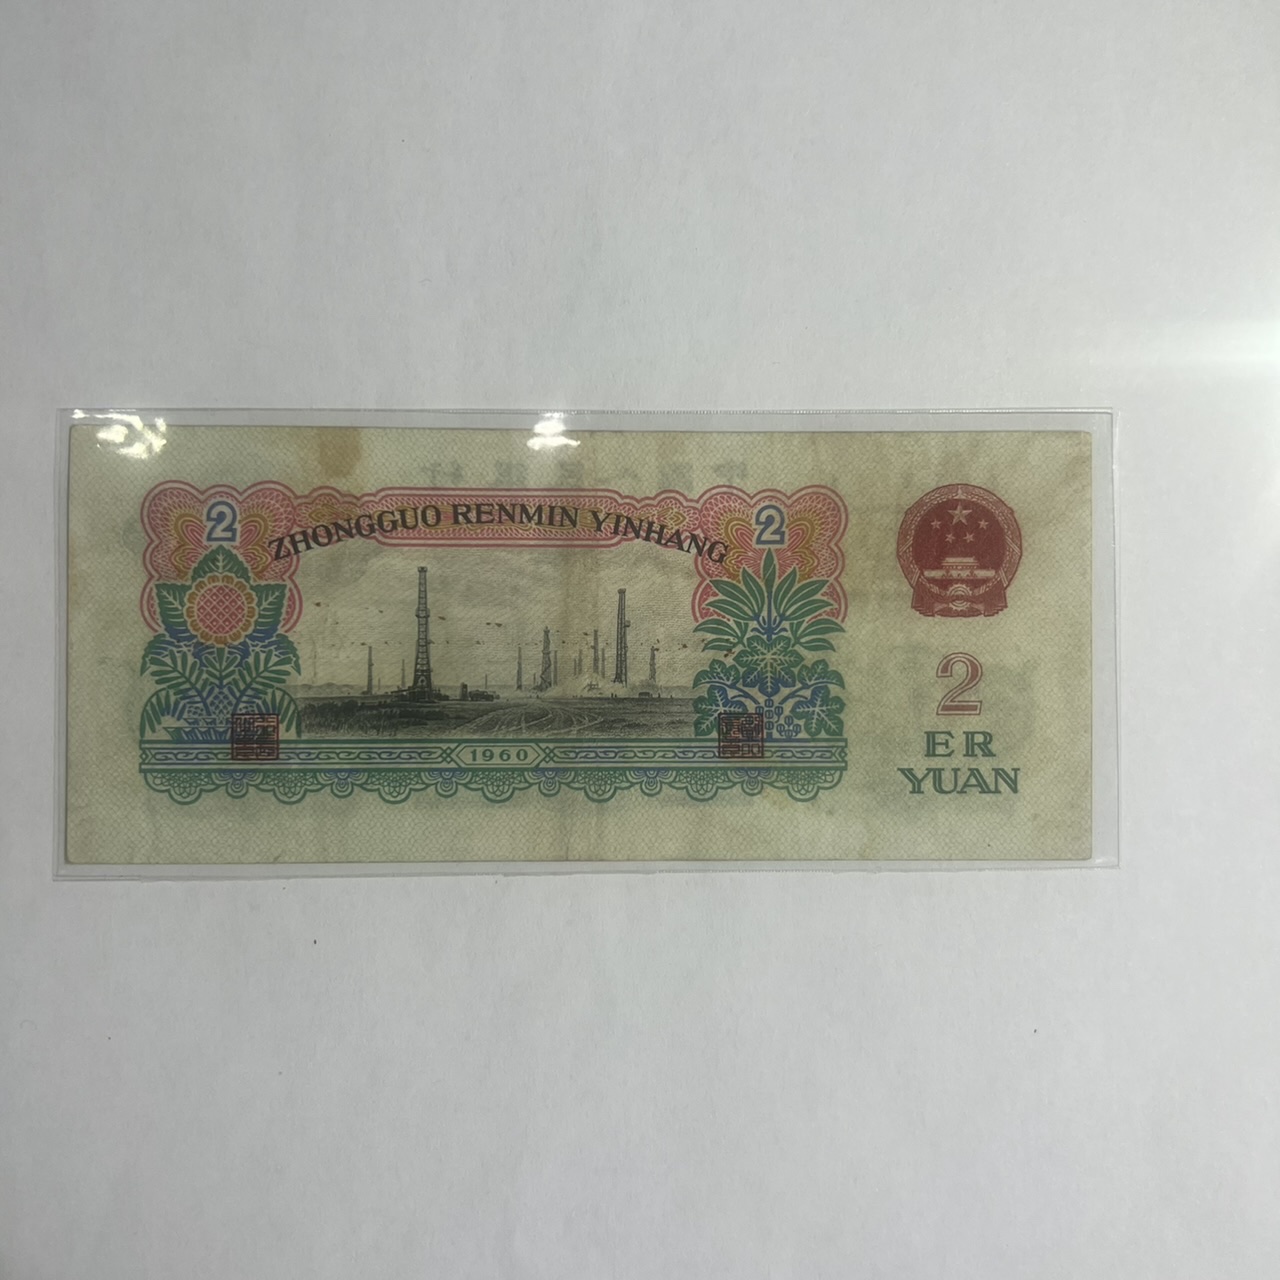 2
ZHONGGUO RENMIN YINHANG
2
1960
2
ER
YUAN